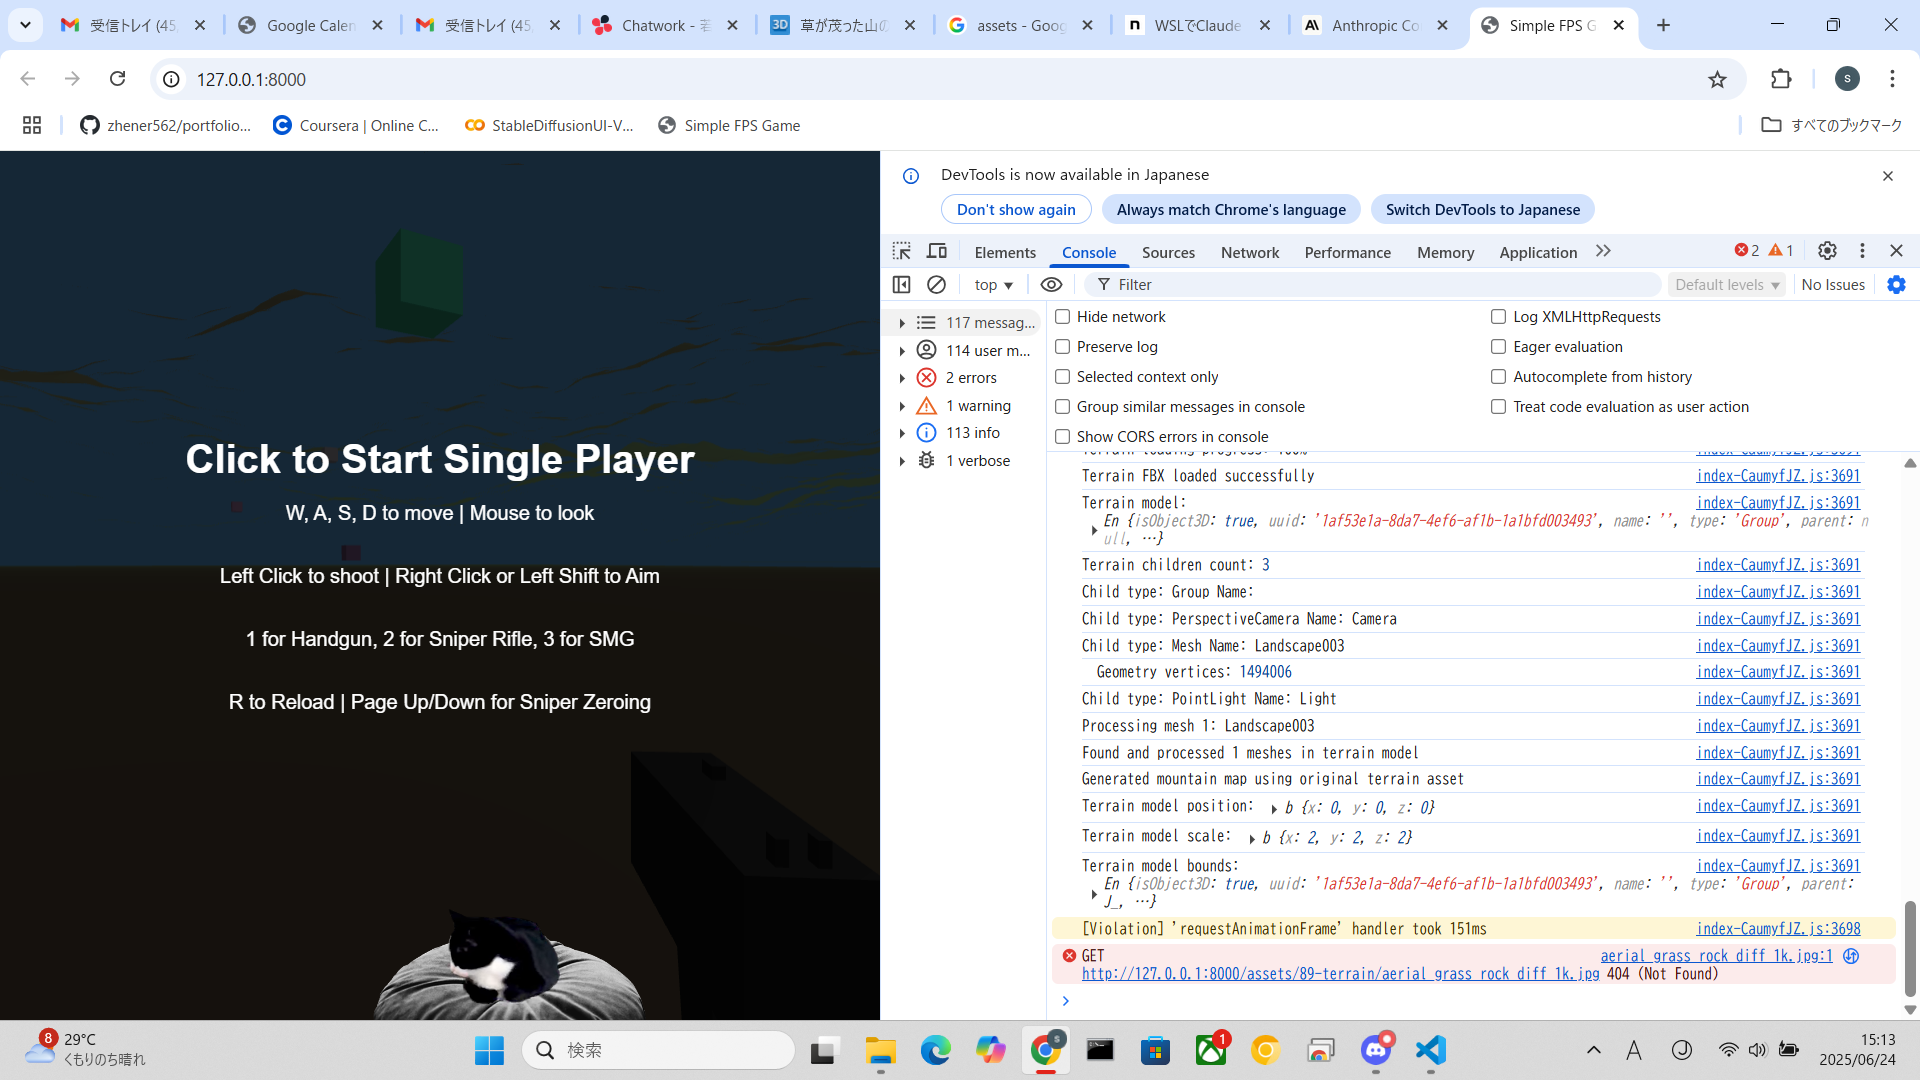 受信トレイ (45,
Google Calen
受信トレイ (45,
Chatwork - 若
草が茂った山の
assets - Goog
WSLでClaude
Anthropic Co
Simple FPS G
127.0.0.1:8000
S
zhener562/portfolio...
Coursera | Online C...
StableDiffusionUI-V...
Simple FPS Game
すべてのブックマーク
Click to Start Single Player
W, A, S, D to move | Mouse to look
Left Click to shoot | Right Click or Left Shift to Aim
1 for Handgun, 2 for Sniper Rifle, 3 for SMG
R to Reload | Page Up/Down for Sniper Zeroing
DevTools is now available in Japanese
Don't show again
Always match Chrome's language
Switch DevTools to Japanese
Elements
Console
Sources
Network
Performance
Memory
Application
2
1
top
Filter
Default levels
No Issues
117 messag...
114 user m...
2 errors
1 warning
113 info
1 verbose
Hide network
Log XMLHttpRequests
Preserve log
Eager evaluation
Selected context only
Autocomplete from history
Group similar messages in console
Treat code evaluation as user action
Show CORS errors in console
Terrain loading progress: 100% index-CaumyfJZ.js:3691
Terrain FBX loaded successfully index-CaumyfJZ.js:3691
Terrain model: index-CaumyfJZ.js:3691
En {isObject3D: true, uuid: '1af53e1a-8da7-4ef6-af1b-1a1bfd003493', name: '', type: 'Group', parent: n
ull, …}
Terrain children count: 3 index-CaumyfJZ.js:3691
Child type: Group Name: index-CaumyfJZ.js:3691
Child type: PerspectiveCamera Name: Camera index-CaumyfJZ.js:3691
Child type: Mesh Name: Landscape003 index-CaumyfJZ.js:3691
Geometry vertices: 1494006 index-CaumyfJZ.js:3691
Child type: PointLight Name: Light index-CaumyfJZ.js:3691
Processing mesh 1: Landscape003 index-CaumyfJZ.js:3691
Found and processed 1 meshes in terrain model index-CaumyfJZ.js:3691
Generated mountain map using original terrain asset index-CaumyfJZ.js:3691
Terrain model position: b {x: 0, y: 0, z: 0} index-CaumyfJZ.js:3691
Terrain model scale: b {x: 2, y: 2, z: 2} index-CaumyfJZ.js:3691
Terrain model bounds: index-CaumyfJZ.js:3691
En {isObject3D: true, uuid: '1af53e1a-8da7-4ef6-af1b-1a1bfd003493', name: '', type: 'Group', parent:
J_, …}
[Violation] 'requestAnimationFrame' handler took 151ms index-CaumyfJZ.js:3698
GET aerial_grass_rock_diff_1k.jpg:1
http://127.0.0.1:8000/assets/89-terrain/aerial_grass_rock_diff_1k.jpg 404 (Not Found)
8
29°C
くもりのち晴れ
検索
S
1
A
15:13
2025/06/24